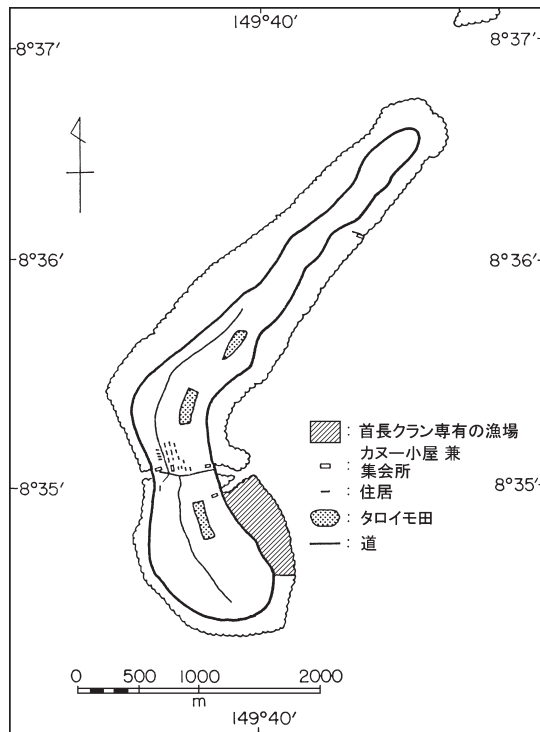 149°40′
8°37′
8°37′
8°36′
8°36′
8°35′
8°35′
：首長クラン専有の漁場
：カヌー小屋 兼
集会所
：住居
：タロイモ田
：道
0 500 1000 2000
m
149°40′